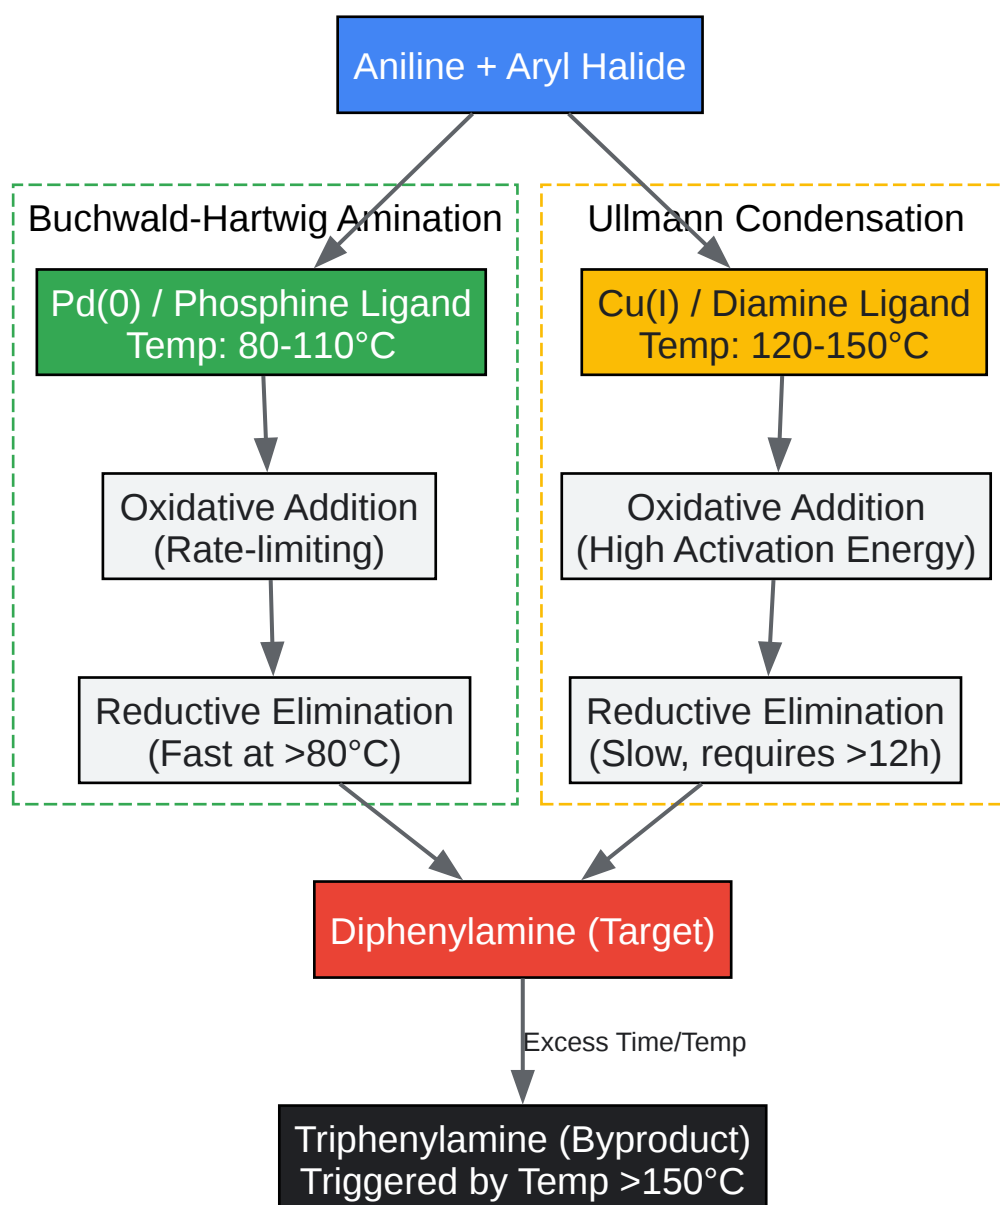 Aniline + Aryl Halide
Buchwald-Hartwig Amination
Pd(0) / Phosphine Ligand
Temp: 80-110°C
Oxidative Addition
(Rate-limiting)
Reductive Elimination
(Fast at >80°C)
Ullmann Condensation
Cu(I) / Diamine Ligand
Temp: 120-150°C
Oxidative Addition
(High Activation Energy)
Reductive Elimination
(Slow, requires >12h)
Diphenylamine (Target)
Excess Time/Temp
Triphenylamine (Byproduct)
Triggered by Temp >150°C